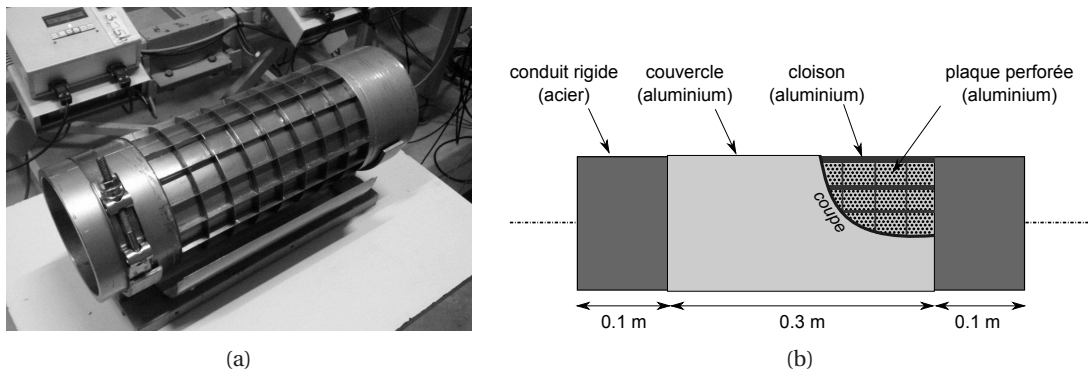 conduit rigide
(acier)
couvercle
(aluminium)
cloison
(aluminium)
plaque perforée
(aluminium)
coupe
0.1 m
0.3 m
0.1 m
(a)
(b)